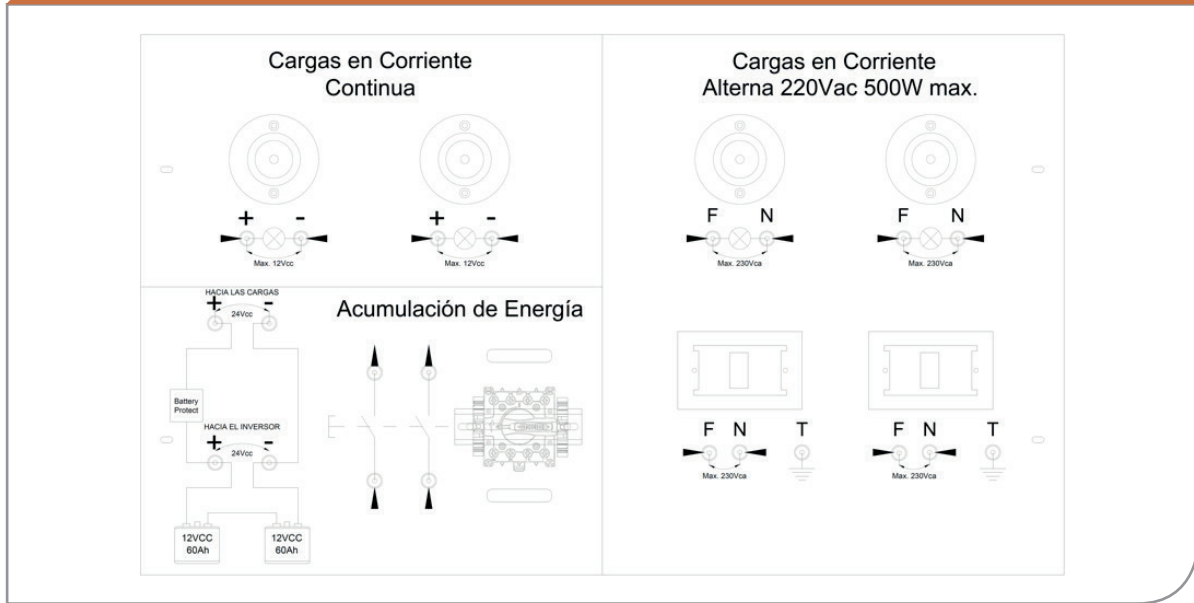 Cargas en Corriente
Continua
+ -
Max. 12Vcc
+ -
Max. 12Vcc
Cargas en Corriente
Alterna 220Vac 500W max.
F N
Max. 230Vca
F N
Max. 230Vca
HACIA LAS CARGAS
+ -
24Vcc
Acumulación de Energía
Battery
Protect
HACIA EL INVERSOR
+ -
24Vcc
12VCC
60Ah
12VCC
60Ah
F N T
Max. 230Vca
F N T
Max. 230Vca